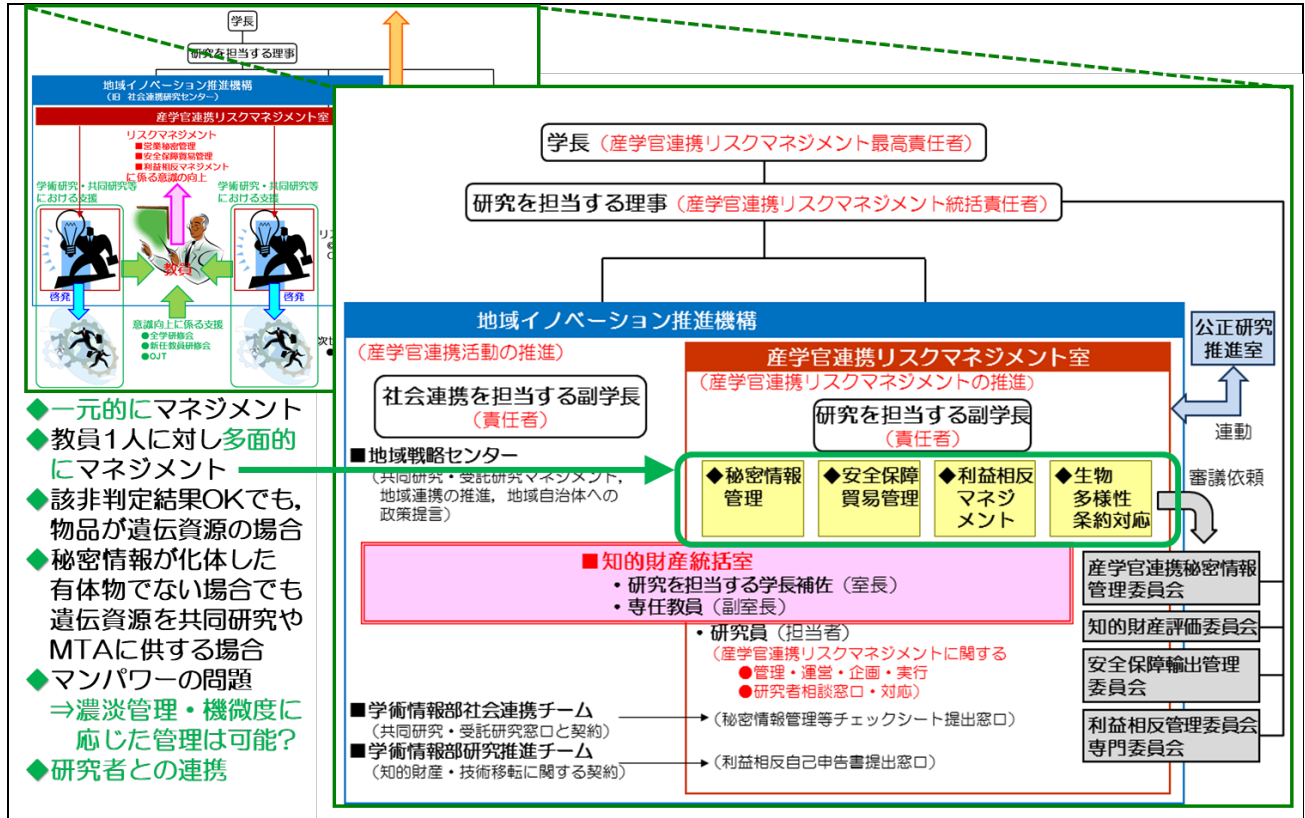 学長
研究を担当する理事
地域イノベーション推進機構
(旧 社会連携研究センター)
産学官連携リスクマネジメント室
リスクマネジメント
■営業秘密管理
■安全保障貿易管理
■利益相反マネジメント
に係る意識の向上
学術研究・共同研究等
における支援
学術研究・共同研究等
における支援
教員
啓発
啓発
意識向上に係る支援
●全学研修会
●新任教員研修会
●OJT
◆一元的にマネジメント
◆教員1人に対し多面的
にマネジメント
◆該非判定結果OKでも,
物品が遺伝資源の場合
◆秘密情報が化体した
有体物でない場合でも
遺伝資源を共同研究や
MTAに供する場合
◆マンパワーの問題
⇒濃淡管理・機微度に
応じた管理は可能?
◆研究者との連携
学長(産学官連携リスクマネジメント最高責任者)
研究を担当する理事(産学官連携リスクマネジメント統括責任者)
地域イノベーション推進機構
(産学官連携活動の推進)
社会連携を担当する副学長
(責任者)
■地域戦略センター
(共同研究・受託研究マネジメント,
地域連携の推進,地域自治体への
政策提言)
産学官連携リスクマネジメント室
(産学官連携リスクマネジメントの推進)
研究を担当する副学長
(責任者)
◆秘密情報
管理
◆安全保障
貿易管理
◆利益相反
マネジ
メント
◆生物
多様性
条約対応
■知的財産統括室
・研究を担当する学長補佐(室長)
・専任教員(副室長)
・研究員(担当者)
(産学官連携リスクマネジメントに関する
●管理・運営・企画・実行
●研究者相談窓口・対応)
■学術情報部社会連携チーム
(共同研究・受託研究窓口と契約)
(秘密情報管理等チェックシート提出窓口)
■学術情報部研究推進チーム
(知的財産・技術移転に関する契約)
(利益相反自己申告書提出窓口)
公正研究
推進室
連動
審議依頼
産学官連携秘密情報
管理委員会
知的財産評価委員会
安全保障輸出管理
委員会
利益相反管理委員会
専門委員会